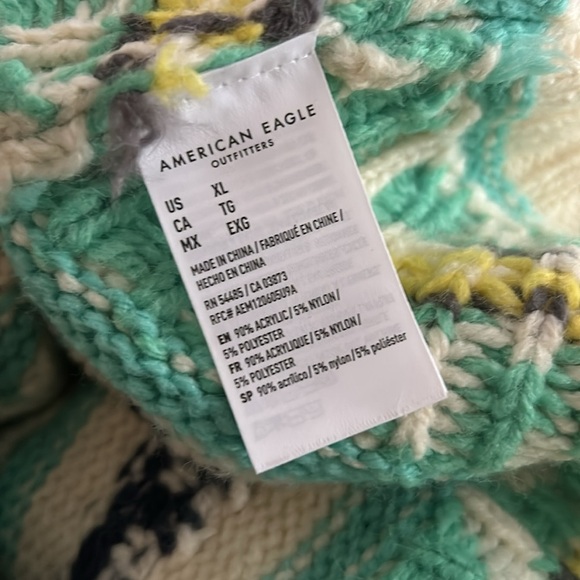 AMERICAN EAGLE
OUTFITTERS
US XL
CA TG
MX EXG
MADE IN CHINA / FABRIQUÉ EN CHINE /
HECHO EN CHINA
RN 54485 / CA 03873
RFC# AEM120605U9A
EN 90% ACRYLIC / 5% NYLON /
5% POLYESTER
FR 90% ACRYLIQUE / 5% NYLON /
5% POLYESTER
SP 90% acrílico / 5% nylon / 5% poliéster